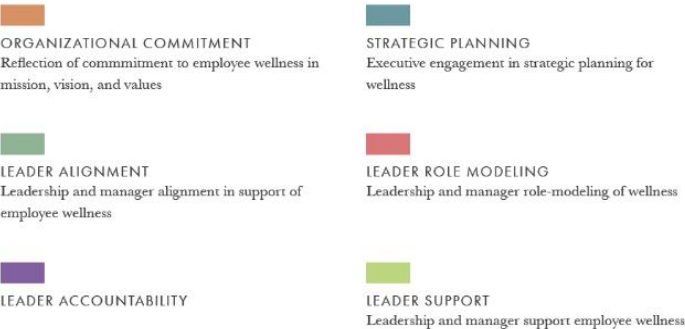 ORGANIZATIONAL COMMITMENT
Reflection of commmitment to employee wellness in
mission, vision, and values
STRATEGIC PLANNING
Executive engagement in strategic planning for
wellness
LEADER ALIGNMENT
Leadership and manager alignment in support of
employee wellness
LEADER ROLE MODELING
Leadership and manager role-modeling of wellness
LEADER ACCOUNTABILITY
LEADER SUPPORT
Leadership and manager support employee wellness